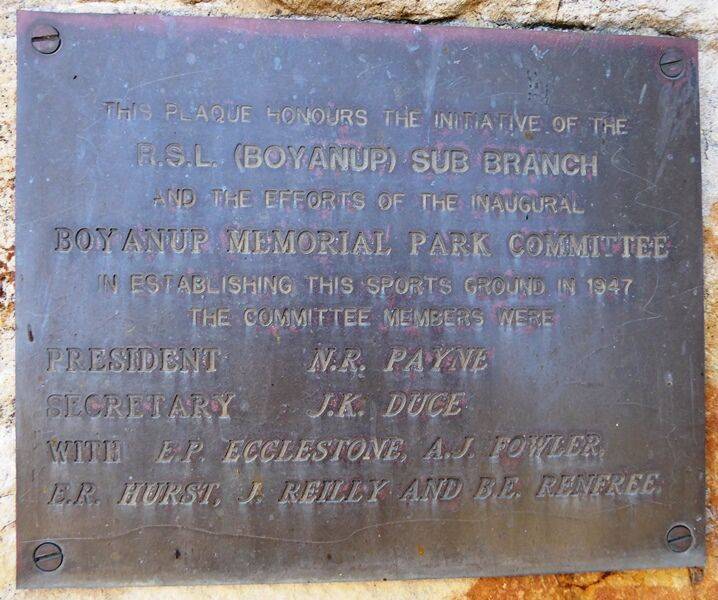 THIS PLAQUE HONOURS THE INITIATIVE OF THE
R.S.L. (BOYANUP) SUB BRANCH
AND THE EFFORTS OF THE INAUGURAL
BOYANUP MEMORIAL PARK COMMITTEE
IN ESTABLISHING THIS SPORTS GROUND IN 1947
THE COMMITTEE MEMBERS WERE
PRESIDENT N.R. PAYNE
SECRETARY J.K. DUCE
WITH E.P. ECCLESTONE, A.J. FOWLER,
E.R. HURST, J. REILLY AND B.E. RENFREE.